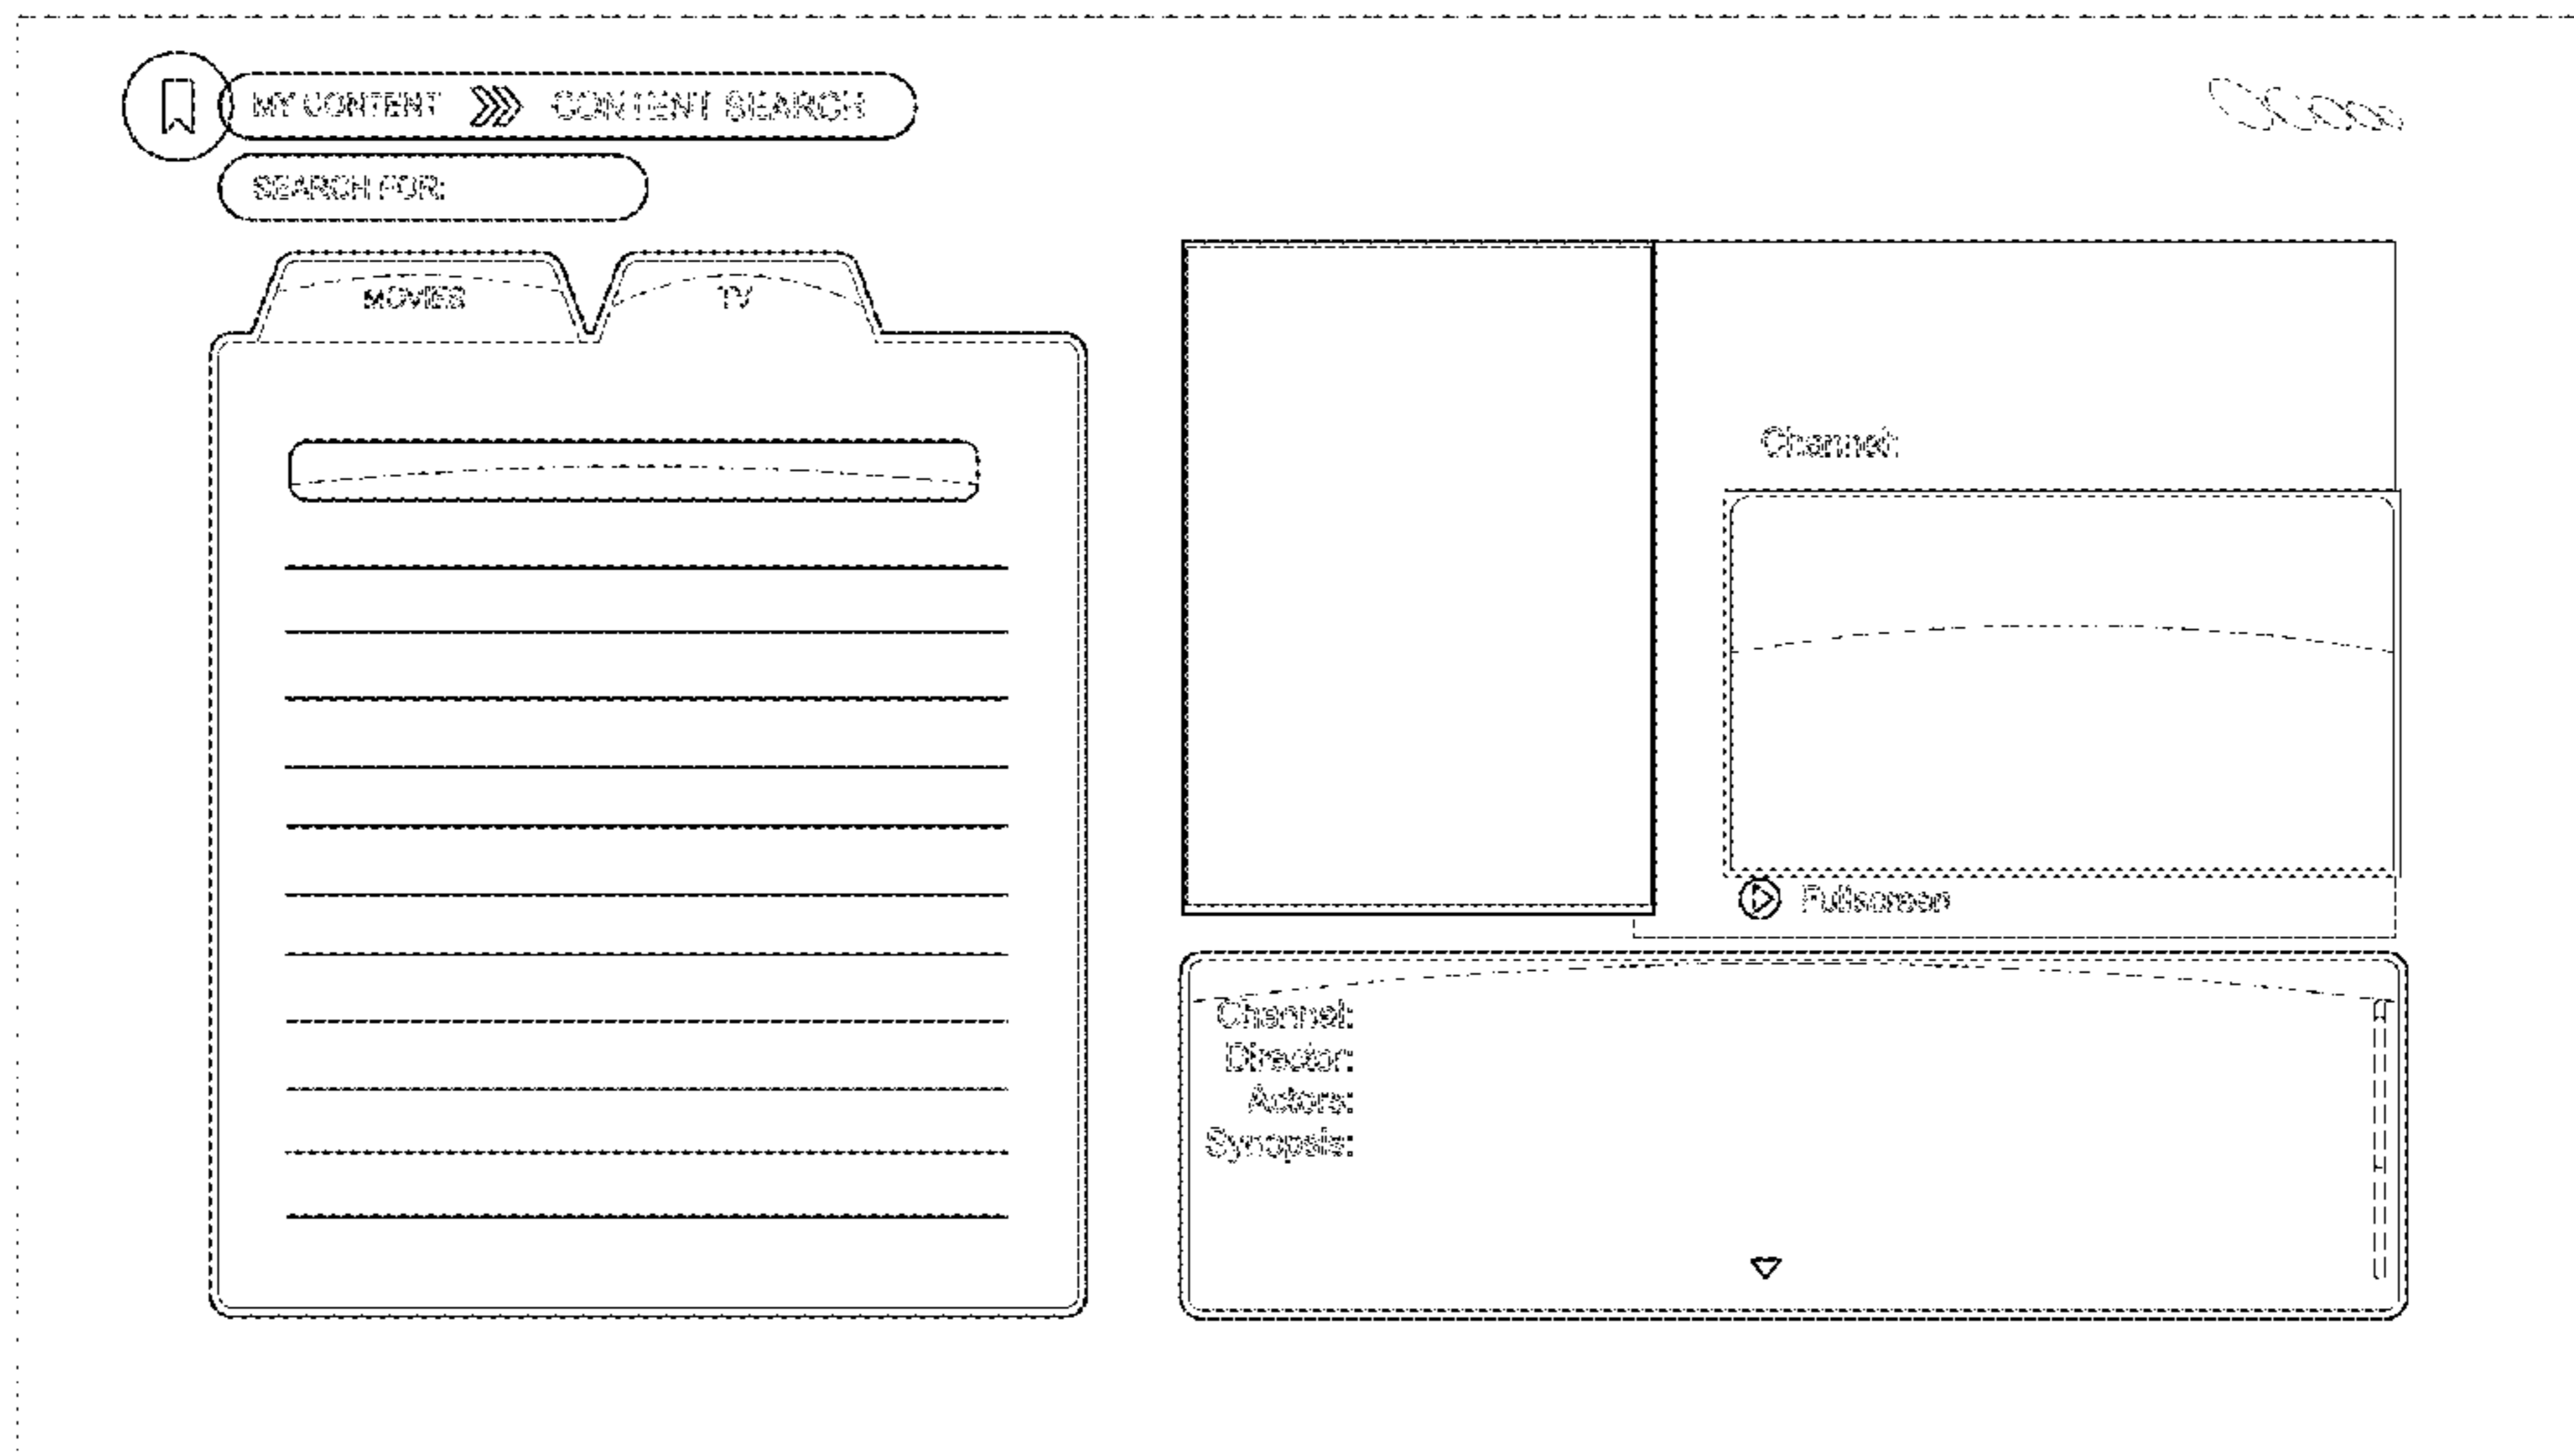 MY CONTENT CONTENT SEARCH
SEARCH FOR:
MOVIES
TV
Channel:
Fullscreen
Channel:
Director:
Actors:
Synopsis: